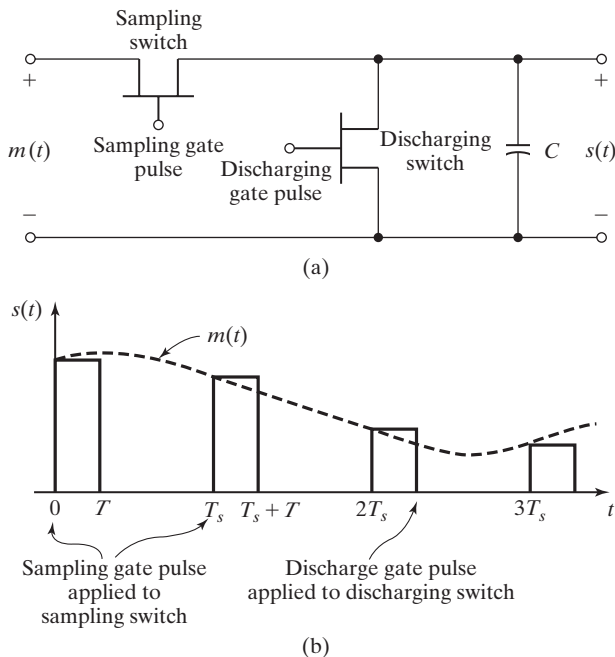 Sampling
switch
+ +
m(t) Sampling gate
pulse
Discharging
gate pulse
Discharging
switch
C s(t)
− −
(a)
s(t)
m(t)
0 T T_s T_s + T 2T_s 3T_s t
Sampling gate pulse
applied to
sampling switch
Discharge gate pulse
applied to discharging switch
(b)